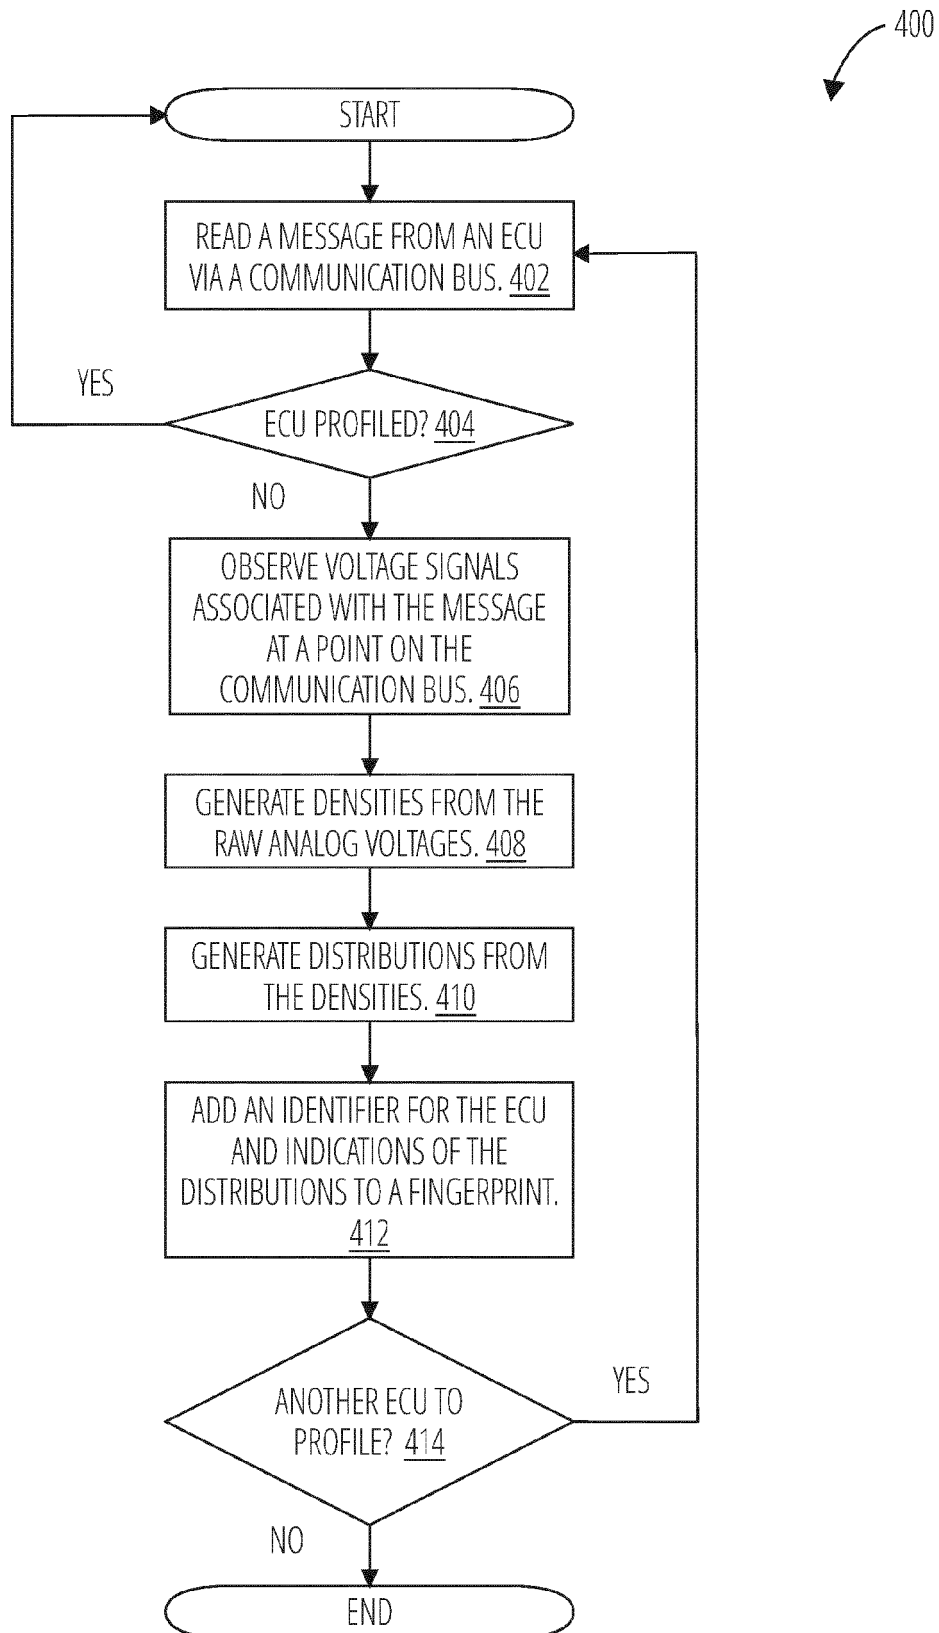 400
START
READ A MESSAGE FROM AN ECU
VIA A COMMUNICATION BUS. 402
YES
ECU PROFILED? 404
NO
OBSERVE VOLTAGE SIGNALS
ASSOCIATED WITH THE MESSAGE
AT A POINT ON THE
COMMUNICATION BUS. 406
GENERATE DENSITIES FROM THE
RAW ANALOG VOLTAGES. 408
GENERATE DISTRIBUTIONS FROM
THE DENSITIES. 410
ADD AN IDENTIFIER FOR THE ECU
AND INDICATIONS OF THE
DISTRIBUTIONS TO A FINGERPRINT.
412
YES
ANOTHER ECU TO
PROFILE? 414
NO
END